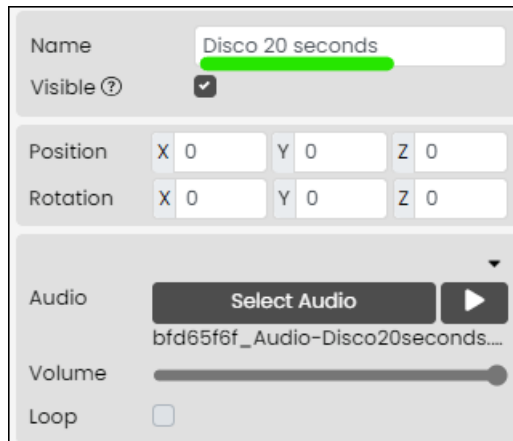 Name Disco 20 seconds
Visible ?
Position X 0 Y 0 Z 0
Rotation X 0 Y 0 Z 0
Audio Select Audio
bfd65f6f_Audio-Disco20seconds....
Volume
Loop